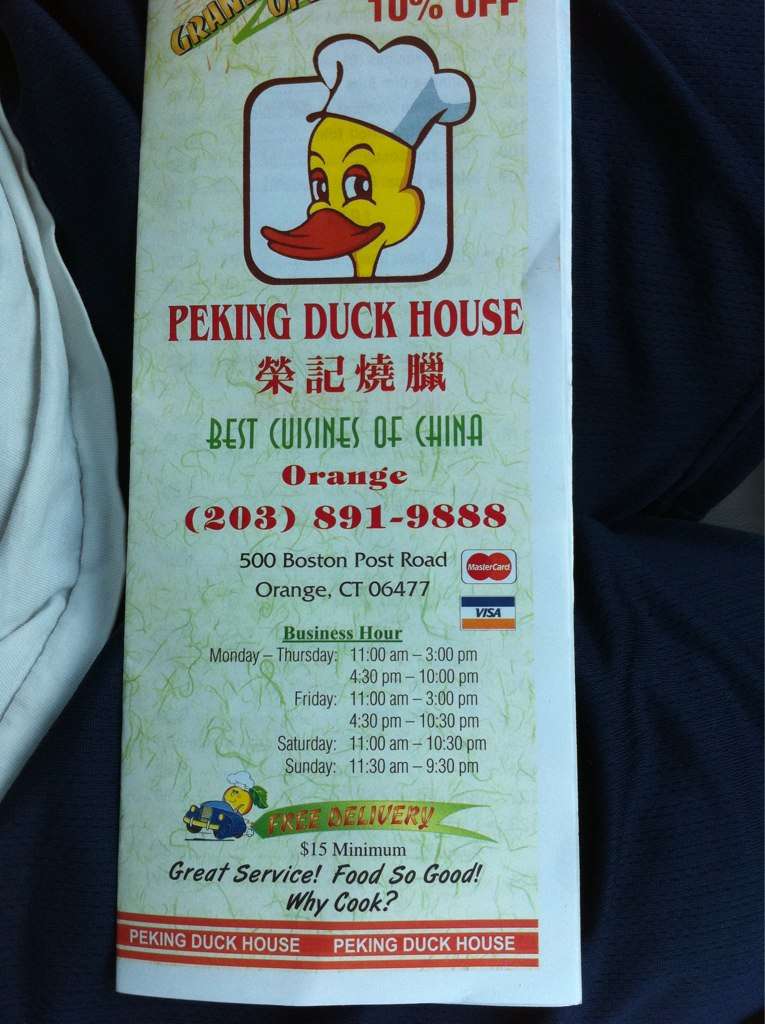 10% OFF
PEKING DUCK HOUSE
榮記燒臘
BEST CUISINES OF CHINA
Orange
(203) 891-9888
500 Boston Post Road
MasterCard
Orange, CT 06477
VISA
Business Hour
Monday – Thursday: 11:00 am – 3:00 pm
4:30 pm – 10:00 pm
Friday: 11:00 am – 3:00 pm
4:30 pm – 10:30 pm
Saturday: 11:00 am – 10:30 pm
Sunday: 11:30 am – 9:30 pm
FREE DELIVERY
$15 Minimum
Great Service! Food So Good!
Why Cook?
PEKING DUCK HOUSE PEKING DUCK HOUSE